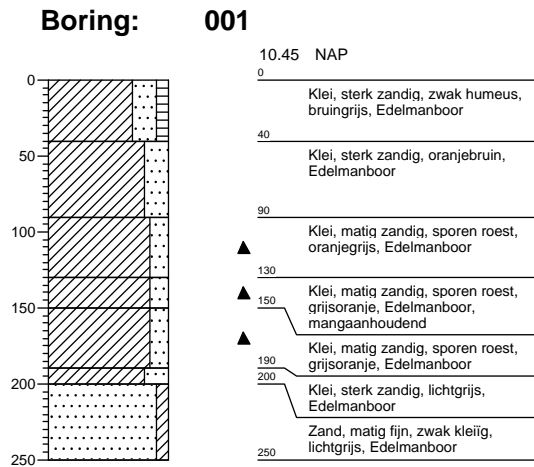 Boring: 001
10.45 NAP
0
0
Klei, sterk zandig, zwak humeus,
bruingrijs, Edelmanboor
40
50
Klei, sterk zandig, oranjebruin,
Edelmanboor
90
100
Klei, matig zandig, sporen roest,
oranjegrijs, Edelmanboor
130
150
150
Klei, matig zandig, sporen roest,
grijsoranje, Edelmanboor,
mangaanhoudend
190
Klei, matig zandig, sporen roest,
grijsoranje, Edelmanboor
200
200
Klei, sterk zandig, lichtgrijs,
Edelmanboor
Zand, matig fijn, zwak kleiïg,
lichtgrijs, Edelmanboor
250
250